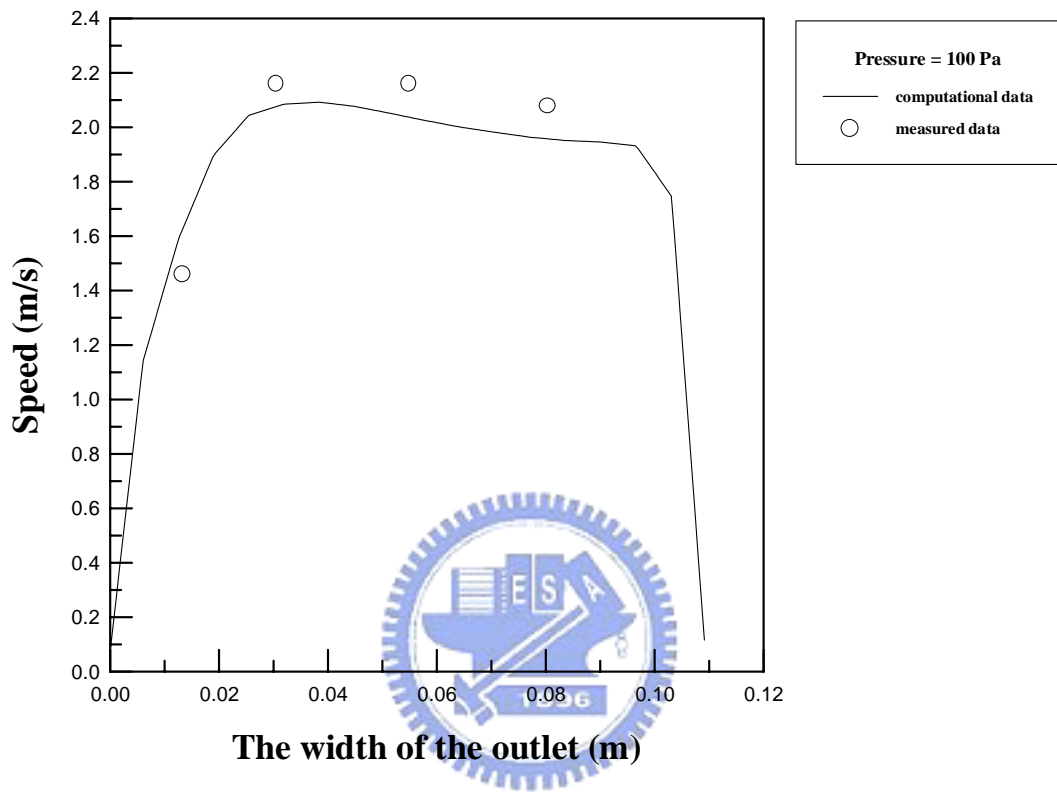 2.4
2.2
2.0
1.8
1.6
1.4
1.2
1.0
0.8
0.6
0.4
0.2
0.0
Speed (m/s)
0.00 0.02 0.04 0.06 0.08 0.10 0.12
The width of the outlet (m)
Pressure = 100 Pa
computational data
measured data
E S A
1896